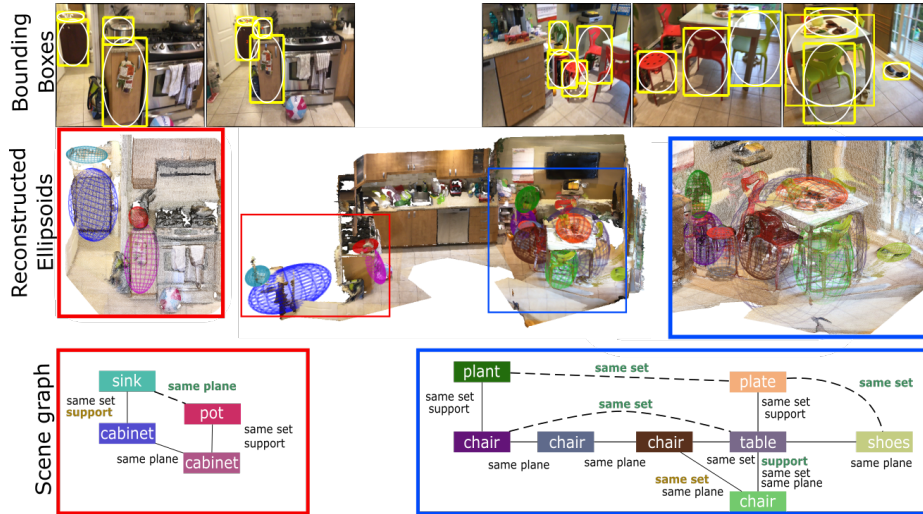 Bounding
Boxes
Reconstructed
Ellipsoids
Scene graph
sink
same plane
same set
support
pot
cabinet
same set
support
same plane
cabinet
plant
same set
plate
same set
same set
support
same set
same set
support
chair
chair
chair
table
shoes
same plane
same plane
same set
support
same plane
same set
same set
same plane
same plane
chair